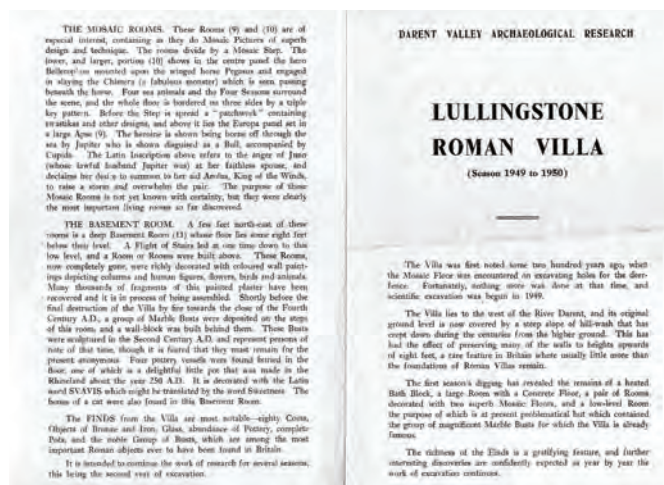 THE MOSAIC ROOMS. These Rooms (9) and (10) are of
especial interest, containing as they do Mosaic Pictures of superb
design and technique. The rooms divide by a Mosaic Step. The
lower, and larger, portion (10) shows in the centre panel the hero
Bellerophon mounted upon the winged horse Pegasus and engaged
in slaying the Chimera (a fabulous monster) which is seen passing
beneath the horse. Four sea animals and the Four Seasons surround
the scene, and the whole floor is bordered on three sides by a triple
key pattern. Before the Step is spread a "patchwork" containing
swastikas and other designs, and above it lies the Europa panel set in
a large Apse (9). The heroine is shown being borne off through the
sea by Jupiter who is shown disguised as a Bull, accompanied by
Cupids. The Latin Inscription above refers to the anger of Juno
(whose lawful husband Jupiter was) at her faithless spouse, and
declaims her desire to summon to her aid Aeolus, King of the Winds,
to raise a storm and overwhelm the pair. The purpose of these
Mosaic Rooms is not yet known with certainty, but they were clearly
the most important living rooms so far discovered.
THE BASEMENT ROOM. A few feet north-east of these
rooms is a deep Basement Room (11) whose floor lies some eight feet
below their level. A Flight of Stairs led at one time down to this
low level, and a Room or Rooms were built above. These Rooms,
now completely gone, were richly decorated with coloured wall paint-
ings depicting columns and human figures, flowers, birds and animals.
Many thousands of fragments of this painted plaster have been
recovered and it is in process of being assembled. Shortly before the
final destruction of the Villa by fire towards the close of the Fourth
Century A.D., a group of Marble Busts were deposited on the steps
of this room, and a wall-block was built behind them. These Busts
were sculptured in the Second Century A.D. and represent persons of
note of that time, though it is feared that they must remain for the
present anonymous. Four pottery vessels were found buried in the
floor, one of which is a delightful little pot that was made in the
Rhineland about the year 250 A.D. It is decorated with the Latin
word SVAVIS which might be translated by the word Sweetness. The
bones of a cat were also found in this Basement Room.
The FINDS from the Villa are most notable—eighty Coins,
Objects of Bronze and Iron, Glass, abundance of Pottery, complete
Pots, and the noble Group of Busts, which are among the most
important Roman objects ever to have been found in Britain.
It is intended to continue the work of research for several seasons,
this being the second year of excavation.
DARENT VALLEY ARCHAEOLOGICAL RESEARCH
LULLINGSTONE
ROMAN VILLA
(Season 1949 to 1950)
The Villa was first noted some two hundred years ago, when
the Mosaic Floor was encountered on excavating holes for the deer-
fence. Fortunately, nothing more was done at that time, and
scientific excavation was begun in 1949.
The Villa lies to the west of the River Darent, and its original
ground level is now covered by a steep slope of hill-wash that has
crept down during the centuries from the higher ground. This has
had the effect of preserving many of the walls to heights upwards
of eight feet, a rare feature in Britain where usually little more than
the foundations of Roman Villas remain.
The first season's digging has revealed the remains of a heated
Bath Block, a large Room with a Concrete Floor, a pair of Rooms
decorated with two superb Mosaic Floors, and a low-level Room
the purpose of which is at present problematical but which contained
the group of magnificent Marble Busts for which the Villa is already
famous.
The richness of the Finds is a gratifying feature, and further
interesting discoveries are confidently expected as year by year the
work of excavation continues.